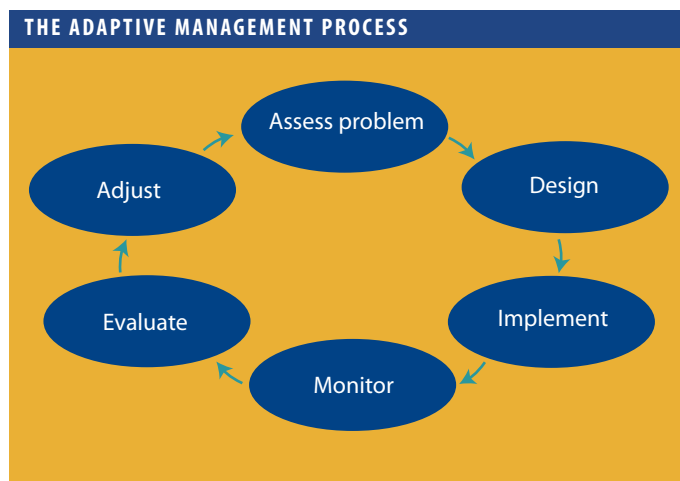 THE ADAPTIVE MANAGEMENT PROCESS
Assess problem
Design
Implement
Monitor
Evaluate
Adjust